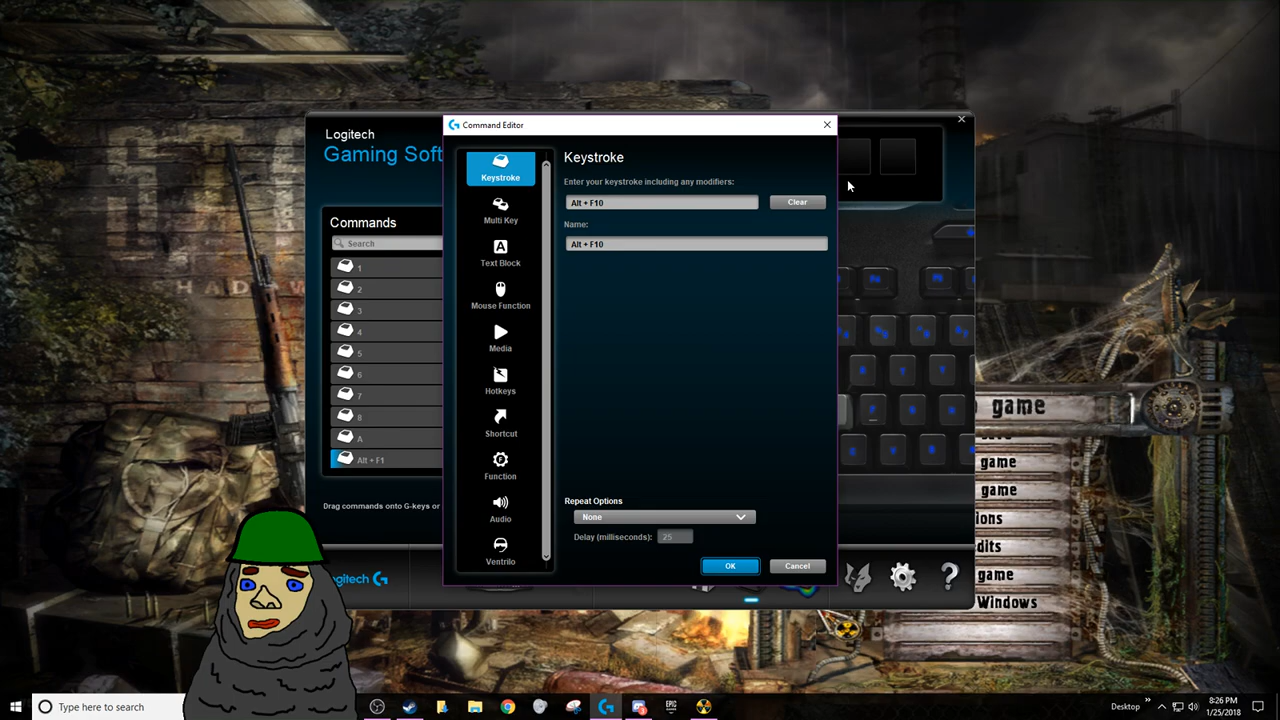 Logitech
Gaming Soft
Commands
Search
1
2
3
4
5
6
7
8
A
Alt + F1
Drag commands onto G-keys or
Logitech
Command Editor
Keystroke
Multi Key
Text Block
Mouse Function
Media
Hotkeys
Shortcut
Function
Audio
Ventrilo
Keystroke
Enter your keystroke including any modifiers:
Alt + F10
Clear
Name:
Alt + F10
Repeat Options
None
Delay (milliseconds):
25
OK
Cancel
game
game
game
ions
dits
game
Windows
Type here to search
EPIC
Desktop
8:26 PM
1/25/2018